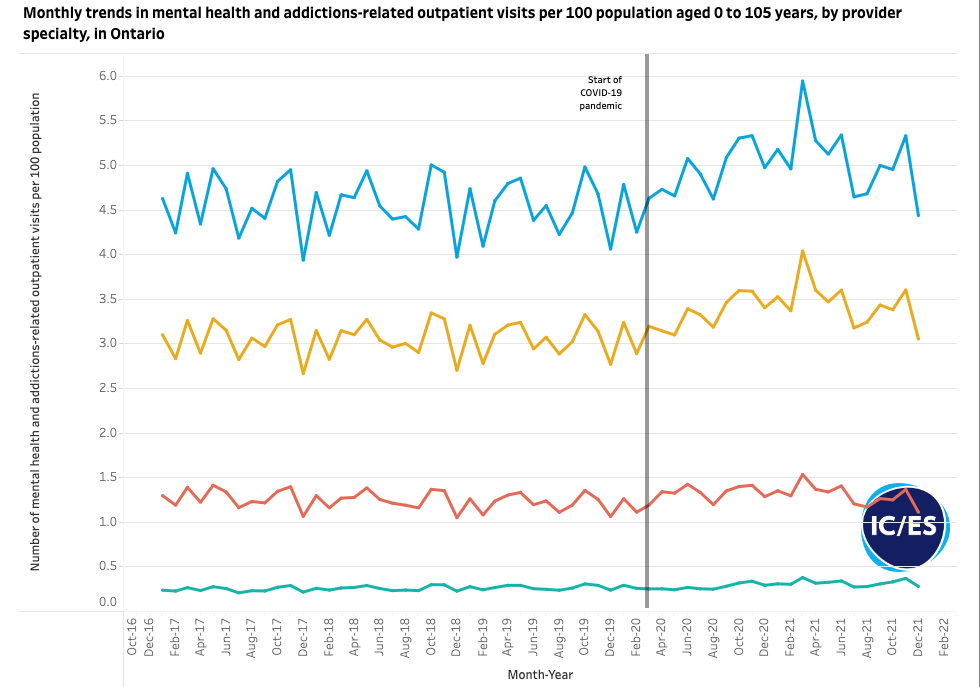 Monthly trends in mental health and addictions-related outpatient visits per 100 population aged 0 to 105 years, by provider
specialty, in Ontario
Number of mental health and addictions-related outpatient visits per 100 population
6.0
5.5
5.0
4.5
4.0
3.5
3.0
2.5
2.0
1.5
1.0
0.5
0.0
Start of
COVID-19
pandemic
IC/ES
Oct-16
Dec-16
Feb-17
Apr-17
Jun-17
Aug-17
Oct-17
Dec-17
Feb-18
Apr-18
Jun-18
Aug-18
Oct-18
Dec-18
Feb-19
Apr-19
Jun-19
Aug-19
Oct-19
Dec-19
Feb-20
Apr-20
Jun-20
Aug-20
Oct-20
Dec-20
Feb-21
Apr-21
Jun-21
Aug-21
Oct-21
Dec-21
Feb-22
Month-Year